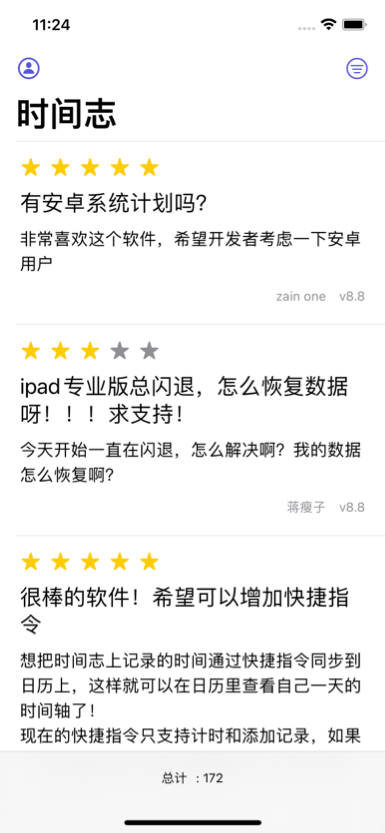 11:24
时间志
有安卓系统计划吗?
非常喜欢这个软件，希望开发者考虑一下安卓
用户
zain one v8.8
ipad专业版总闪退，怎么恢复数据
呀！！！求支持！
今天开始一直在闪退，怎么解决啊？我的数据
怎么恢复啊？
蒋瘦子 v8.8
很棒的软件！希望可以增加快捷指
令
想把时间志上记录的时间通过快捷指令同步到
日历上，这样就可以在日历里查看自己一天的
时间轴了！
现在的快捷指令只支持计时和添加记录，如果
总计 : 172